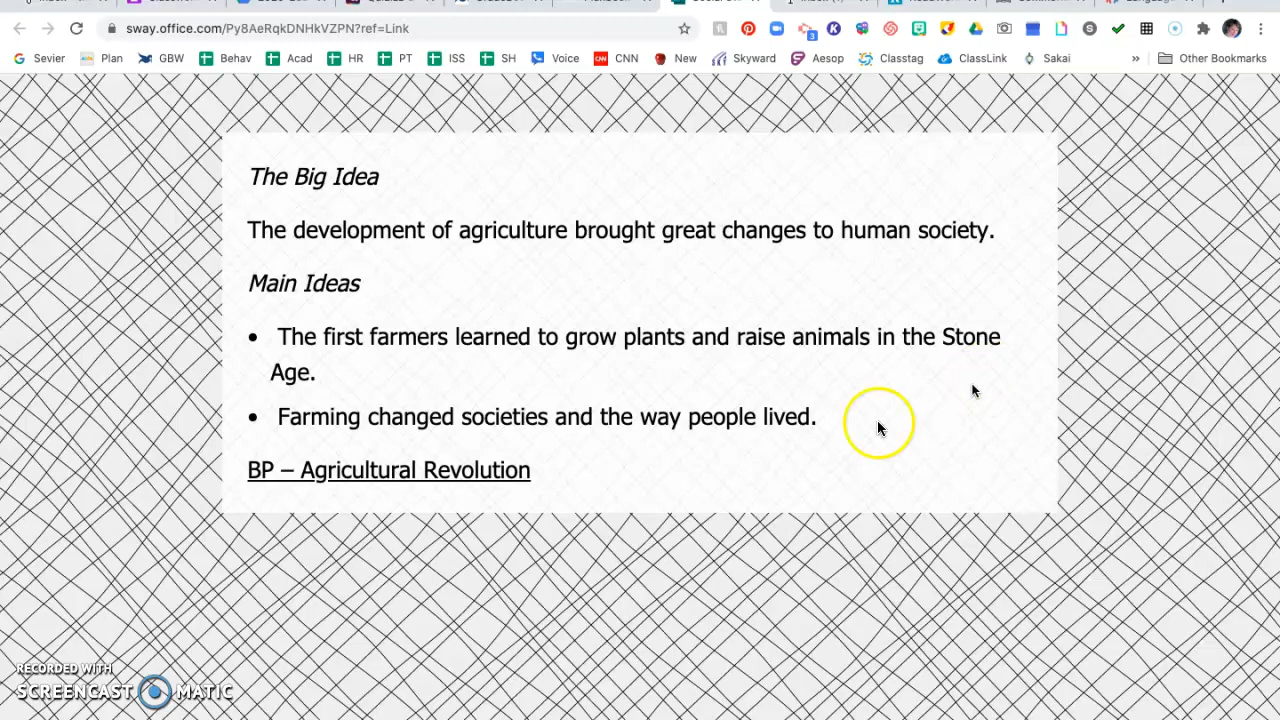 sway.office.com/Py8AeRqkDNHkVZPN?ref=Link
Sevier Plan GBW Behav Acad HR PT ISS SH Voice CNN New Skyward Aesop Classtag ClassLink Sakai » Other Bookmarks
The Big Idea
The development of agriculture brought great changes to human society.
Main Ideas
• The first farmers learned to grow plants and raise animals in the Stone
Age.
• Farming changed societies and the way people lived.
BP – Agricultural Revolution
RECORDED WITH
SCREENCAST MATIC